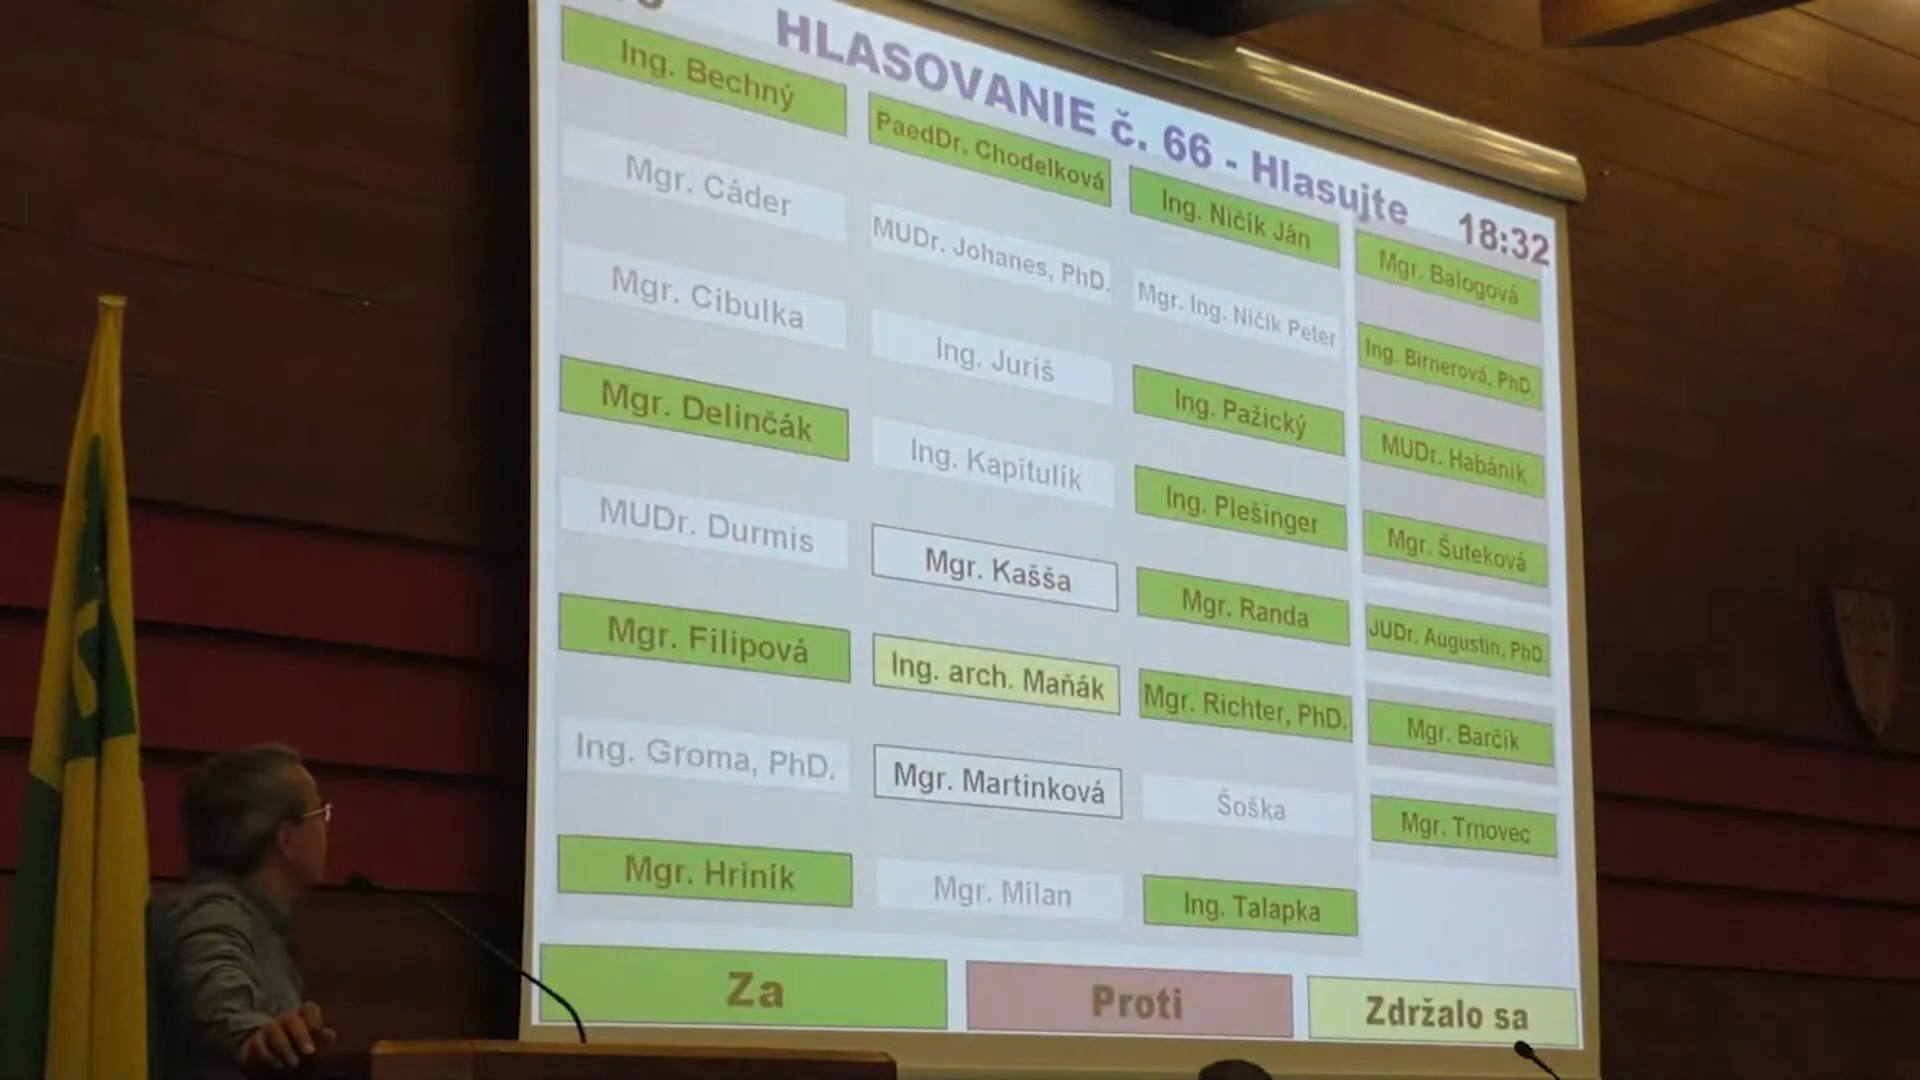 HLASOVANIE č. 66 - Hlasujte
18:32
Ing. Bechný
Mgr. Cáder
Mgr. Cibulka
Mgr. Delinčák
MUDr. Durmis
Mgr. Filipová
Ing. Groma, PhD.
Mgr. Hriník
PaedDr. Chodelková
MUDr. Johanes, PhD.
Ing. Juriš
Ing. Kapitulík
Mgr. Kašša
Ing. arch. Maňák
Mgr. Martinková
Mgr. Milan
Ing. Ničík Ján
Mgr. Ing. Ničík Peter
Ing. Pažický
Ing. Plešinger
Mgr. Randa
Mgr. Richter, PhD.
Šoška
Ing. Talapka
Mgr. Balogová
Ing. Birnerová, PhD.
MUDr. Habánik
Mgr. Šuteková
JUDr. Augustin, PhD.
Mgr. Barčík
Mgr. Trnovec
Za
Proti
Zdržalo sa